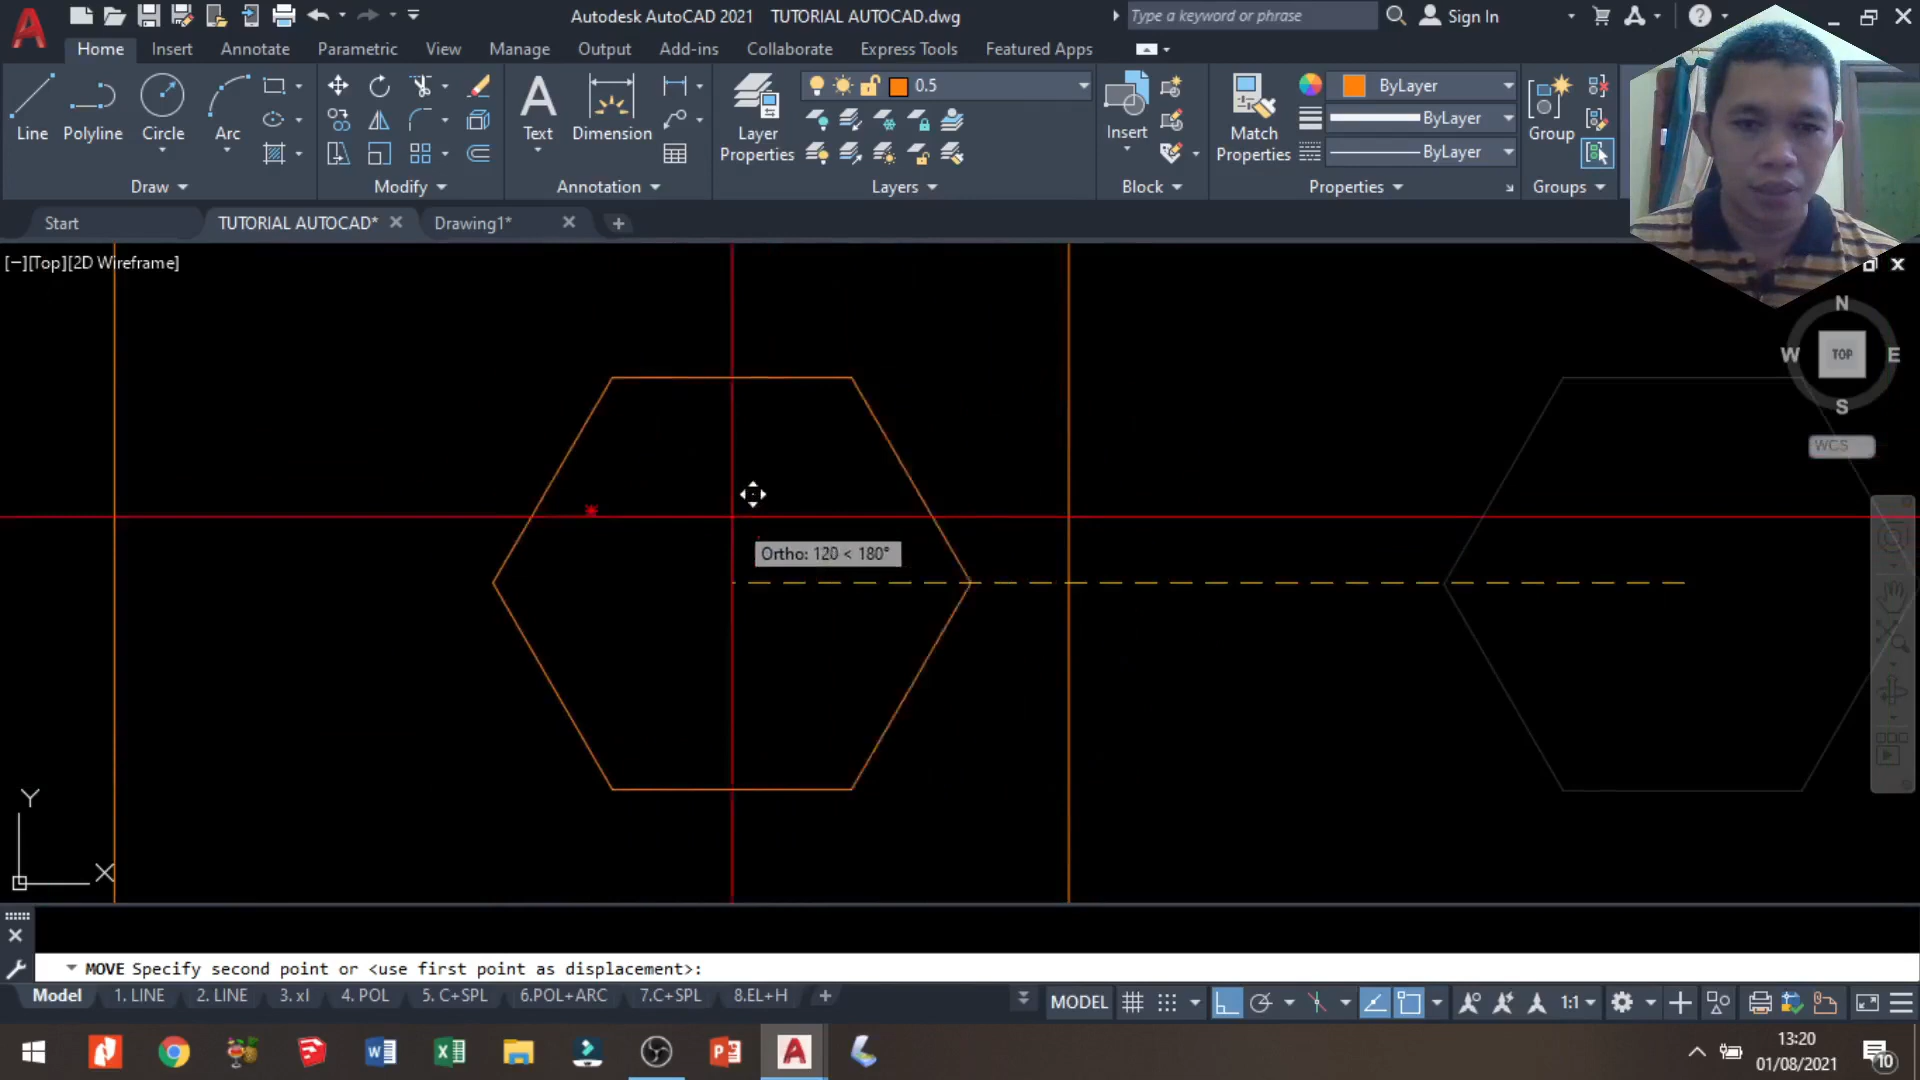 Autodesk AutoCAD 2021 TUTORIAL AUTOCAD.dwg
Type a keyword or phrase
Sign In
Home Insert Annotate Parametric View Manage Output Add-ins Collaborate Express Tools Featured Apps
0.5
ByLayer
ByLayer
ByLayer
Line Polyline Circle Arc
Text Dimension
Layer
Properties
Insert
Match
Properties
Group
Draw Modify Annotation Layers Block Properties Groups
Start TUTORIAL AUTOCAD* Drawing1*
[−][Top][2D Wireframe]
N
W TOP E
S
WCS
Ortho: 120 < 180°
Y
X
MOVE Specify second point or <use first point as displacement>:
Model 1. LINE 2. LINE 3. xl 4. POL 5. C+SPL 6.POL+ARC 7.C+SPL 8.EL+H
MODEL 1:1
13:20
01/08/2021
10